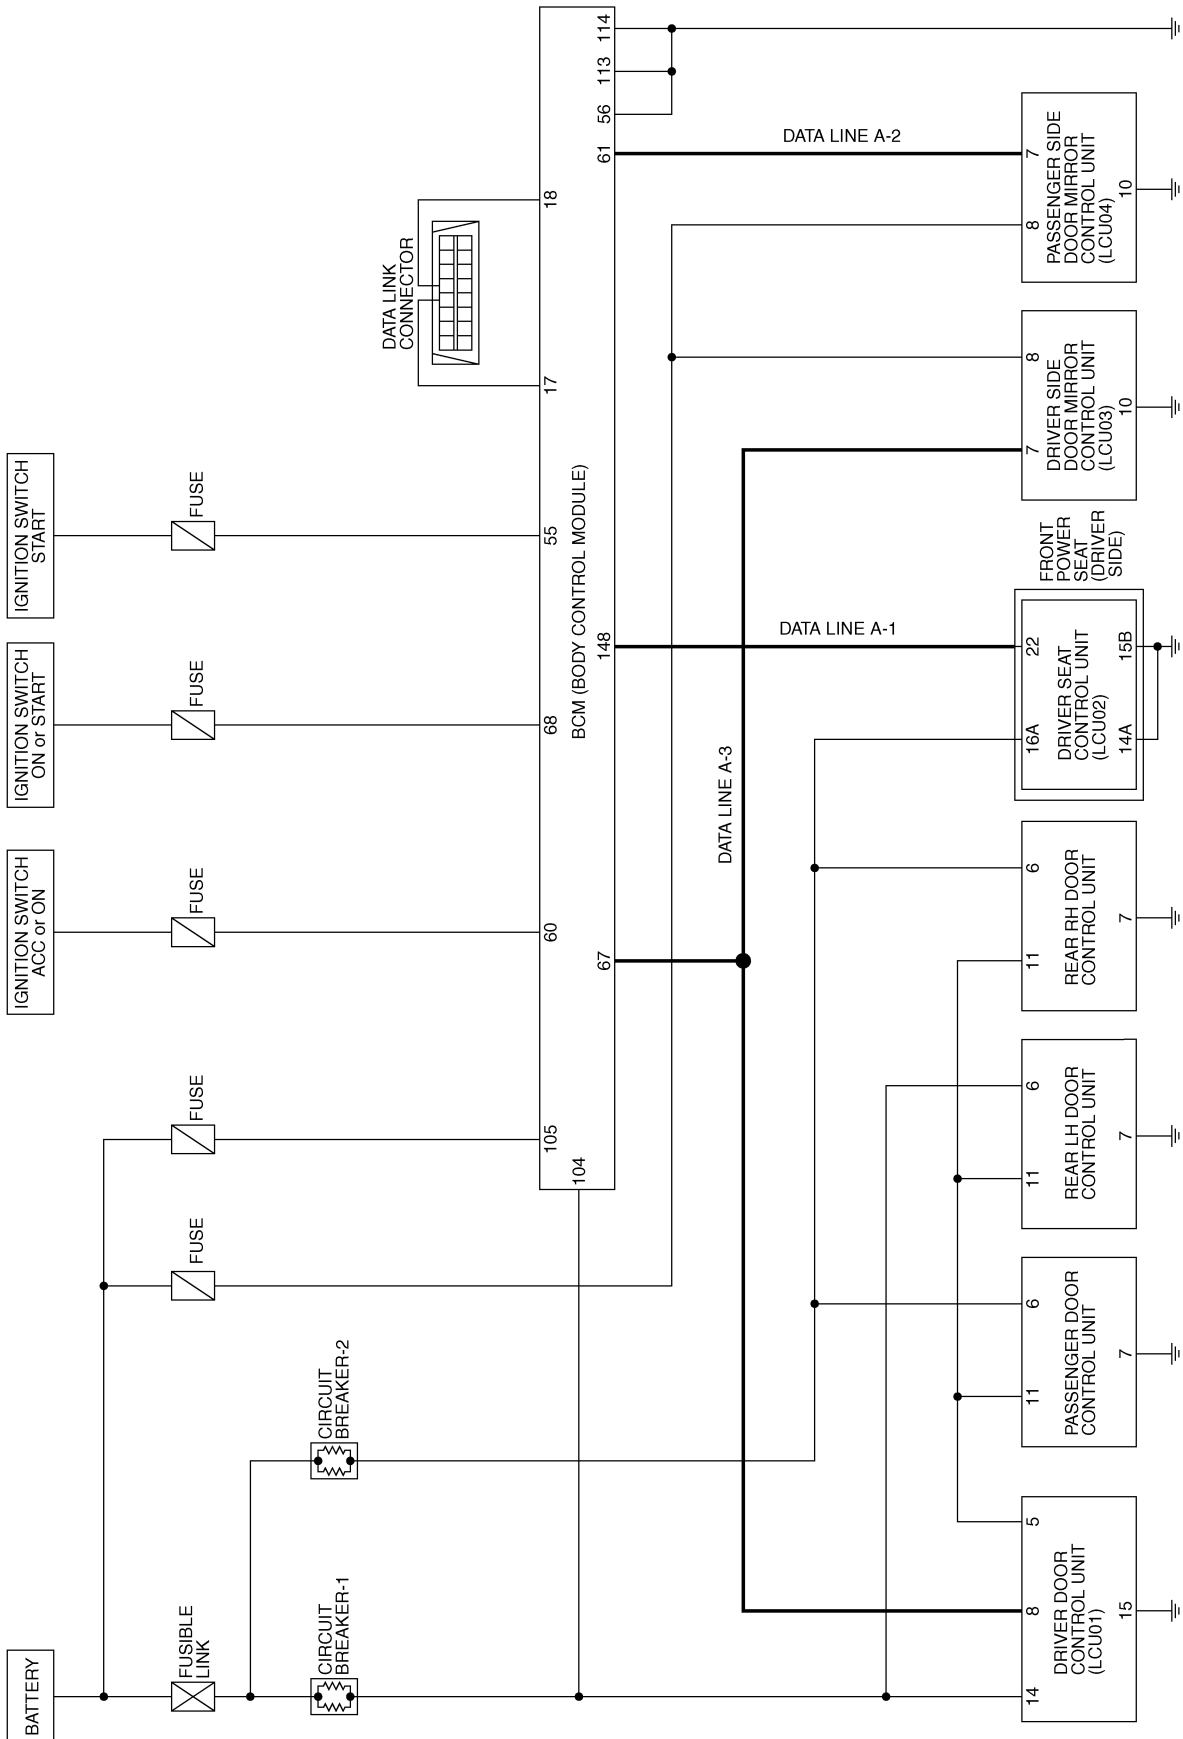 BATTERY
FUSIBLE
LINK
CIRCUIT
BREAKER-1
CIRCUIT
BREAKER-2
FUSE
FUSE
IGNITION SWITCH
ACC or ON
FUSE
IGNITION SWITCH
ON or START
FUSE
IGNITION SWITCH
START
FUSE
DATA LINK
CONNECTOR
104
105
60
68
55
17
18
BCM (BODY CONTROL MODULE)
67
148
61
56
113
114
DATA LINE A-3
DATA LINE A-1
DATA LINE A-2
14
8
5
DRIVER DOOR
CONTROL UNIT
(LCU01)
15
11
6
PASSENGER DOOR
CONTROL UNIT
7
11
6
REAR LH DOOR
CONTROL UNIT
7
11
6
REAR RH DOOR
CONTROL UNIT
7
FRONT
POWER
SEAT
(DRIVER
SIDE)
16A
22
DRIVER SEAT
CONTROL UNIT
(LCU02)
14A
15B
7
8
DRIVER SIDE
DOOR MIRROR
CONTROL UNIT
(LCU03)
10
8
7
PASSENGER SIDE
DOOR MIRROR
CONTROL UNIT
(LCU04)
10